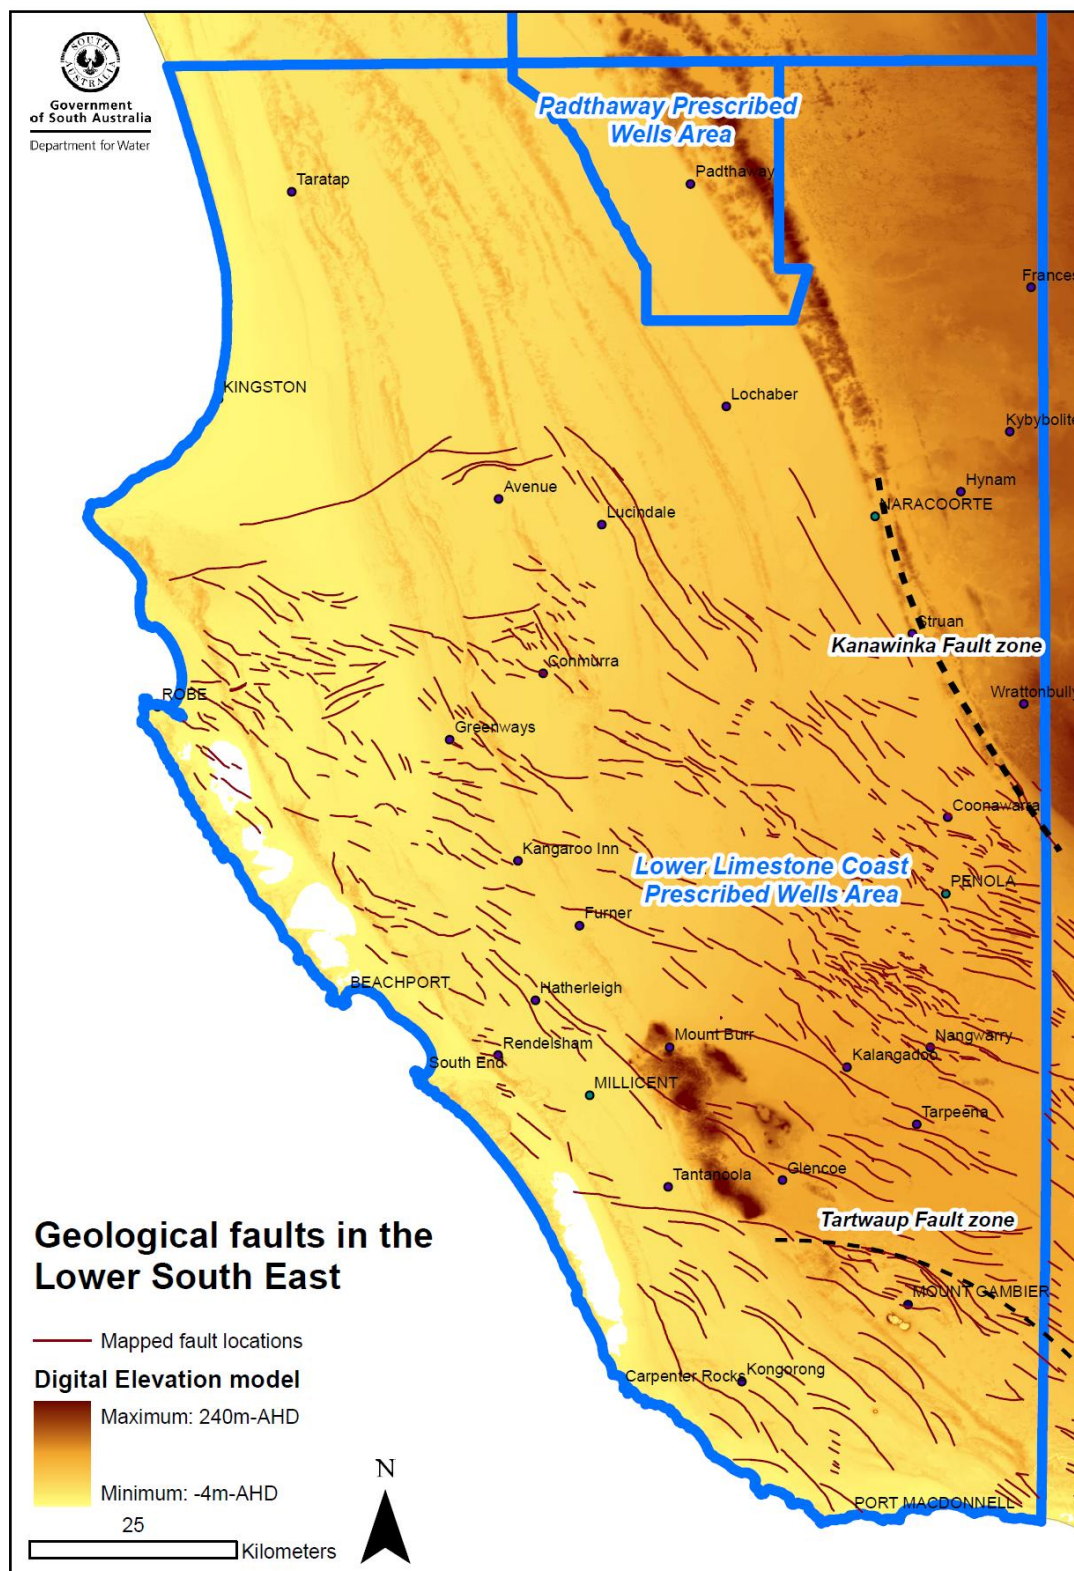 SOUTH
AUSTRALIA
Government
of South Australia
Department for Water
Padthaway Prescribed
Wells Area
Padthaway
Taratap
Frances
KINGSTON
Lochaber
Kybybolite
Avenue
Hynam
Lucindale
NARACOORTE
Struan
Kanawinka Fault zone
Conmurra
Wrattonbully
ROBE
Greenways
Coonawarra
Kangaroo Inn
Lower Limestone Coast
Prescribed Wells Area
PENOLA
Furner
BEACHPORT
Hatherleigh
Mount Burr
Nangwarry
Rendelsham
South End
Kalangadoo
MILLICENT
Tarpeena
Tantanoola
Glencoe
Tartwaup Fault zone
Geological faults in the
Lower South East
MOUNT GAMBIER
Mapped fault locations
Carpenter Rocks
Kongorong
Digital Elevation model
Maximum: 240m-AHD
Minimum: -4m-AHD
N
PORT MACDONNELL
25
Kilometers